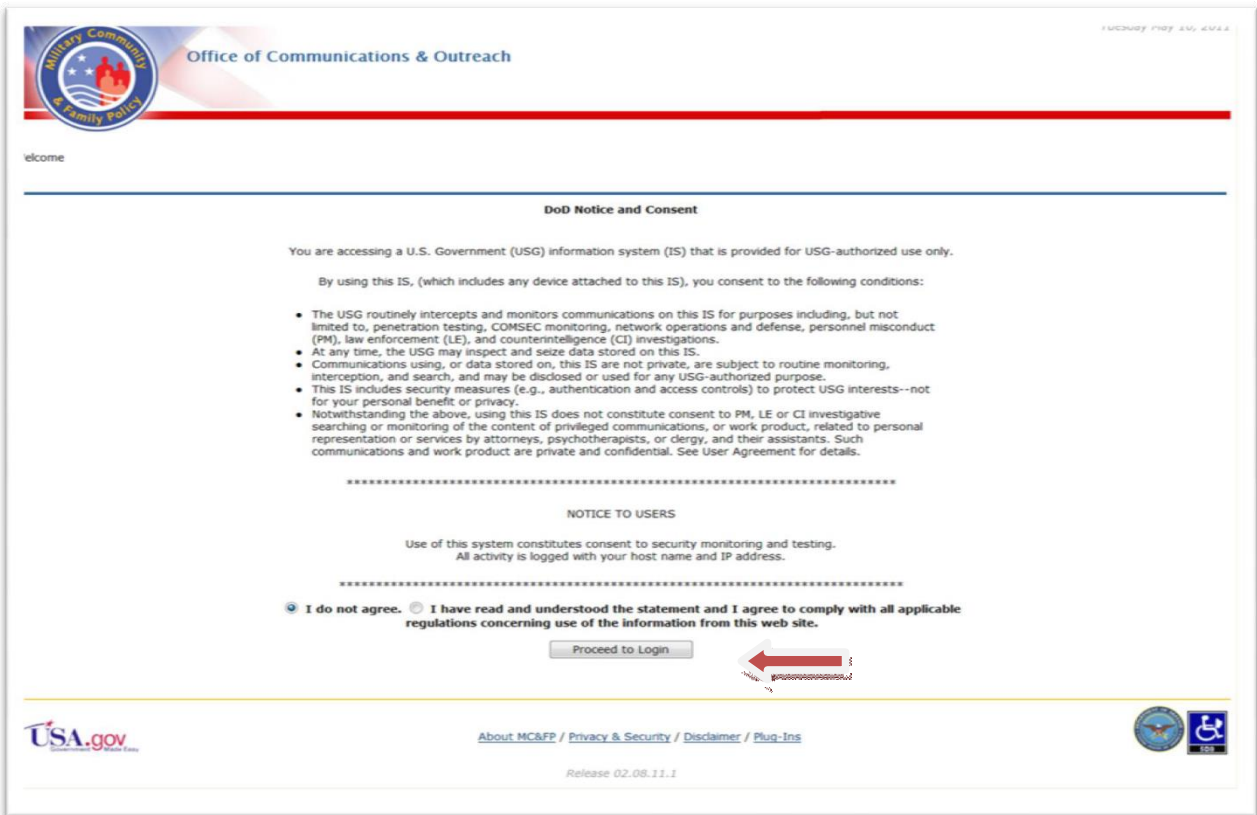 Tuesday May 10, 2011
Military Community
& Family Policy
Office of Communications & Outreach
elcome
DoD Notice and Consent
You are accessing a U.S. Government (USG) information system (IS) that is provided for USG-authorized use only.
By using this IS, (which includes any device attached to this IS), you consent to the following conditions:
• The USG routinely intercepts and monitors communications on this IS for purposes including, but not
limited to, penetration testing, COMSEC monitoring, network operations and defense, personnel misconduct
(PM), law enforcement (LE), and counterintelligence (CI) investigations.
• At any time, the USG may inspect and seize data stored on this IS.
• Communications using, or data stored on, this IS are not private, are subject to routine monitoring,
interception, and search, and may be disclosed or used for any USG-authorized purpose.
• This IS includes security measures (e.g., authentication and access controls) to protect USG interests--not
for your personal benefit or privacy.
• Notwithstanding the above, using this IS does not constitute consent to PM, LE or CI investigative
searching or monitoring of the content of privileged communications, or work product, related to personal
representation or services by attorneys, psychotherapists, or clergy, and their assistants. Such
communications and work product are private and confidential. See User Agreement for details.
***************************************************************************
NOTICE TO USERS
Use of this system constitutes consent to security monitoring and testing.
All activity is logged with your host name and IP address.
*****************************************************************************
I do not agree. I have read and understood the statement and I agree to comply with all applicable
regulations concerning use of the information from this web site.
Proceed to Login
USA.gov
Government Made Easy
About MC&FP / Privacy & Security / Disclaimer / Plug-Ins
508
Release 02.08.11.1